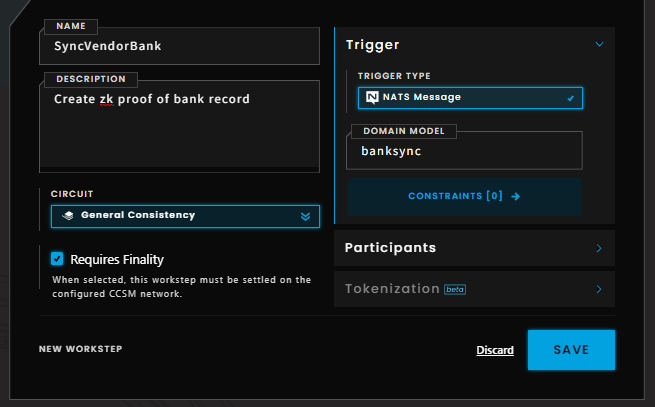 NAME
SyncVendorBank
DESCRIPTION
Create zk proof of bank record
CIRCUIT
General Consistency
Requires Finality
When selected, this workstep must be settled on the
configured CCSM network.
Trigger
TRIGGER TYPE
NATS Message
DOMAIN MODEL
banksync
CONSTRAINTS [0]
Participants
Tokenization beta
NEW WORKSTEP
Discard
SAVE